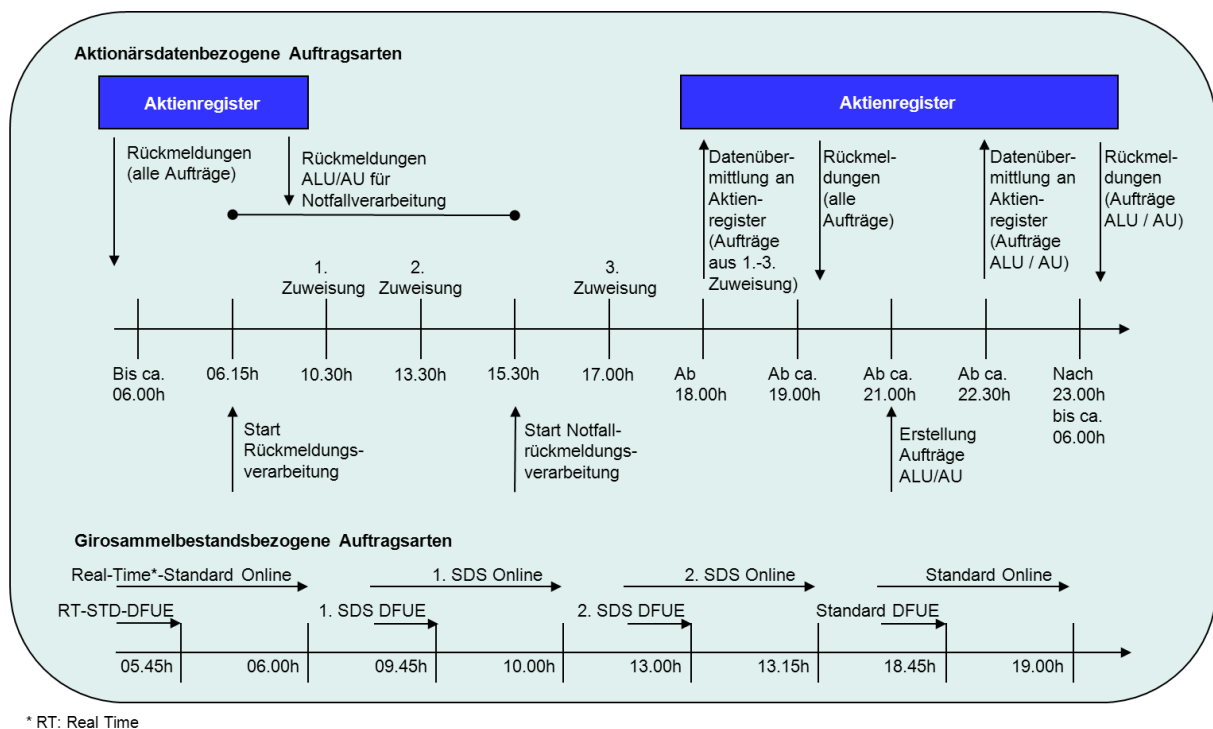 Aktionärsdatenbezogene Auftragsarten
Aktienregister
Aktienregister
Rückmeldungen
(alle Aufträge)
Rückmeldungen
ALU/AU für
Notfallverarbeitung
Datenüber-
mittlung an
Aktien-
register
(Aufträge
aus 1.-3.
Zuweisung)
Rückmel-
dungen
(alle
Aufträge)
Datenüber-
mittlung an
Aktien-
register
(Aufträge
ALU / AU)
Rückmel-
dungen
(Aufträge
ALU / AU)
1.
Zuweisung
2.
Zuweisung
3.
Zuweisung
Bis ca.
06.00h
06.15h
10.30h
13.30h
15.30h
17.00h
Ab
18.00h
Ab ca.
19.00h
Ab ca.
21.00h
Ab ca.
22.30h
Nach
23.00h
bis ca.
06.00h
Start
Rückmeldungs-
verarbeitung
Start Notfall-
rückmeldungs-
verarbeitung
Erstellung
Aufträge
ALU/AU
Girosammelbestandsbezogene Auftragsarten
Real-Time*-Standard Online
1. SDS Online
2. SDS Online
Standard Online
RT-STD-DFUE
1. SDS DFUE
2. SDS DFUE
Standard DFUE
05.45h
06.00h
09.45h
10.00h
13.00h
13.15h
18.45h
19.00h
* RT: Real Time